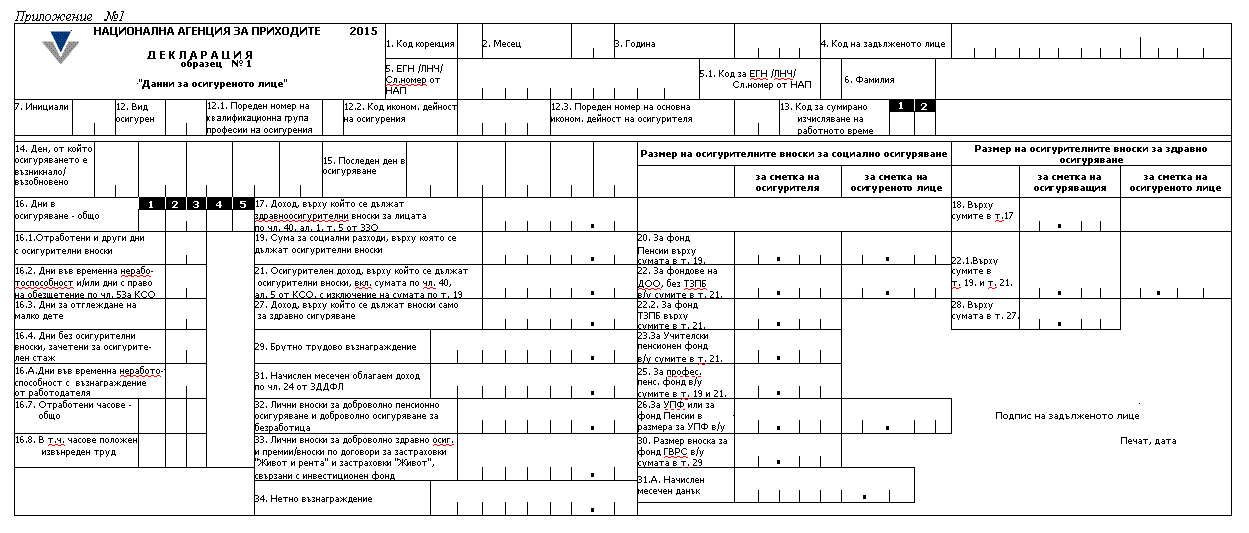 Приложение №1
НАЦИОНАЛНА АГЕНЦИЯ ЗА ПРИХОДИТЕ 2015
ДЕКЛАРАЦИЯ
образец №1
"Данни за осигуреното лице"
1. Код корекция
2. Месец
3. Година
4. Код на задълженото лице
5. ЕГН /ЛНЧ/
Сл.номер от
НАП
5.1. Код за ЕГН /ЛНЧ/
Сл.номер от НАП
6. Фамилия
7. Инициали
12. Вид
осигурен
12.1. Пореден номер на
квалификационна група
професии на осигурения
12.2. Код иконом. дейност
на осигурения
12.3. Пореден номер на основна
иконом. дейност на осигурителя
13. Код за сумирано
изчисляване на
работното време
1 2
14. Ден, от който
осигуряването е
възникнало/
възобновено
15. Последен ден в
осигуряване
Размер на осигурителните вноски за социално осигуряване
за сметка на
осигурителя
за сметка на
осигуреното лице
Размер на осигурителните вноски за здравно
осигуряване
за сметка на
осигуряващия
за сметка на
осигуреното лице
16. Дни в
осигуряване - общо
1 2 3 4 5
17. Доход, върху който се дължат
здравноосигурителни вноски за лицата
по чл. 40, ал. 1, т. 5 от ЗЗО
18. Върху
сумите в т.17
16.1.Отработени и други дни
с осигурителни вноски
19. Сума за социални разходи, върху която се
дължат осигурителни вноски
20. За фонд
Пенсии върху
сумата в т. 19.
22.1.Върху
сумите в
т. 19. и т. 21.
16.2. Дни във временна нерабо-
тоспособност и/или дни с право
на обезщетение по чл. 53а КСО
21. Осигурителен доход, върху който се дължат
осигурителни вноски, вкл. сумата по чл. 40,
ал. 5 от КСО, с изключение на сумата по т. 19
22. За фондове на
ДОО, без ТЗПБ
в/у сумите в т. 21.
16.3. Дни за отглеждане на
малко дете
27. Доход, върху който се дължат вноски само
за здравно сигуряване
22.2. За фонд
ТЗПБ върху
сумите в т. 21.
28. Върху
сумата в т. 27.
16.4. Дни без осигурителни
вноски, зачетени за осигурите-
лен стаж
29. Брутно трудово възнаграждение
23.За Учителски
пенсионен фонд
в/у сумите в т. 21.
16.А.Дни във временна неработо-
способност с възнаграждение
от работодателя
31. Начислен месечен облагаем доход
по чл. 24 от ЗДДФЛ
25. За профес.
пенс. фонд в/у
сумите в т. 19 и 21.
16.7. Отработени часове -
общо
32. Лични вноски за доброволно пенсионно
осигуряване и доброволно осигуряване за
безработица
26.За УПФ или за
фонд Пенсии в
размера за УПФ в/у
Подпис на задълженото лице
16.8. В т.ч. часове положен
извънреден труд
33. Лични вноски за доброволно здравно осиг.
и премии/вноски по договори за застраховки
"Живот и рента" и застраховки "Живот",
свързани с инвестиционен фонд
30. Размер вноска за
фонд ГВРС в/у
сумата в т. 29
Печат, дата
31.А. Начислен
месечен данък
34. Нетно възнаграждение